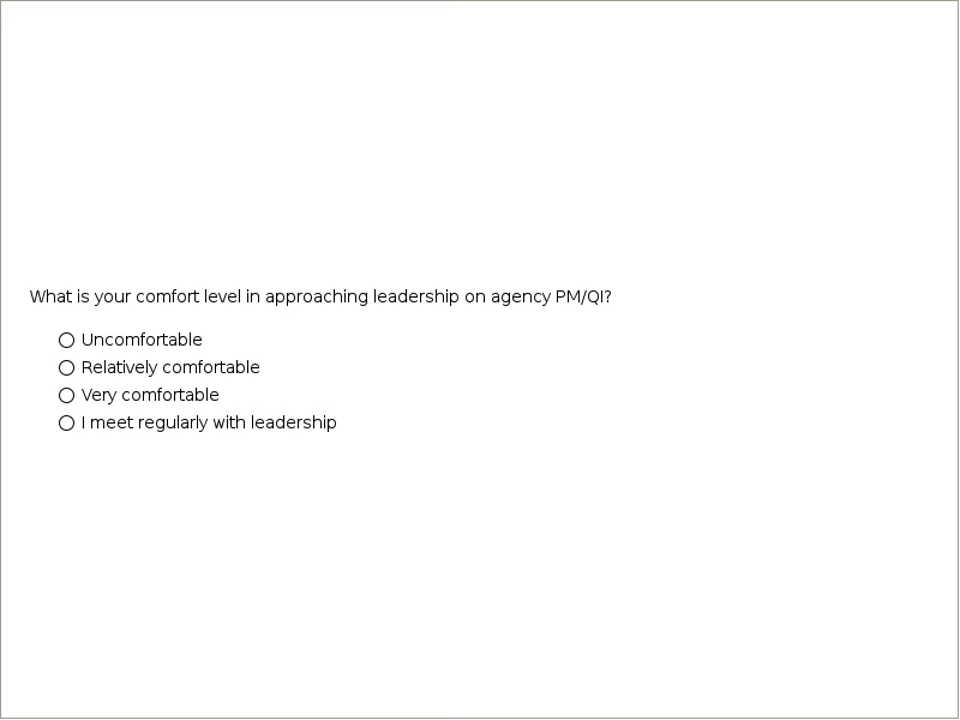 What is your comfort level in approaching leadership on agency PM/QI?
Uncomfortable
Relatively comfortable
Very comfortable
I meet regularly with leadership